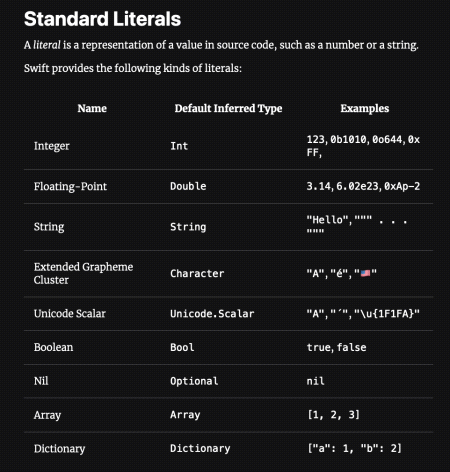 Standard Literals
A literal is a representation of a value in source code, such as a number or a string.
Swift provides the following kinds of literals:
Name Default Inferred Type Examples
Integer Int 123, 0b1010, 0o644, 0x
FF,
Floating-Point Double 3.14, 6.02e23, 0xAp-2
String String "Hello", """ . . .
"""
Extended Grapheme
Cluster Character "A", "é", "🇺🇸"
Unicode Scalar Unicode.Scalar "A", "´", "\u{1F1FA}"
Boolean Bool true, false
Nil Optional nil
Array Array [1, 2, 3]
Dictionary Dictionary ["a": 1, "b": 2]